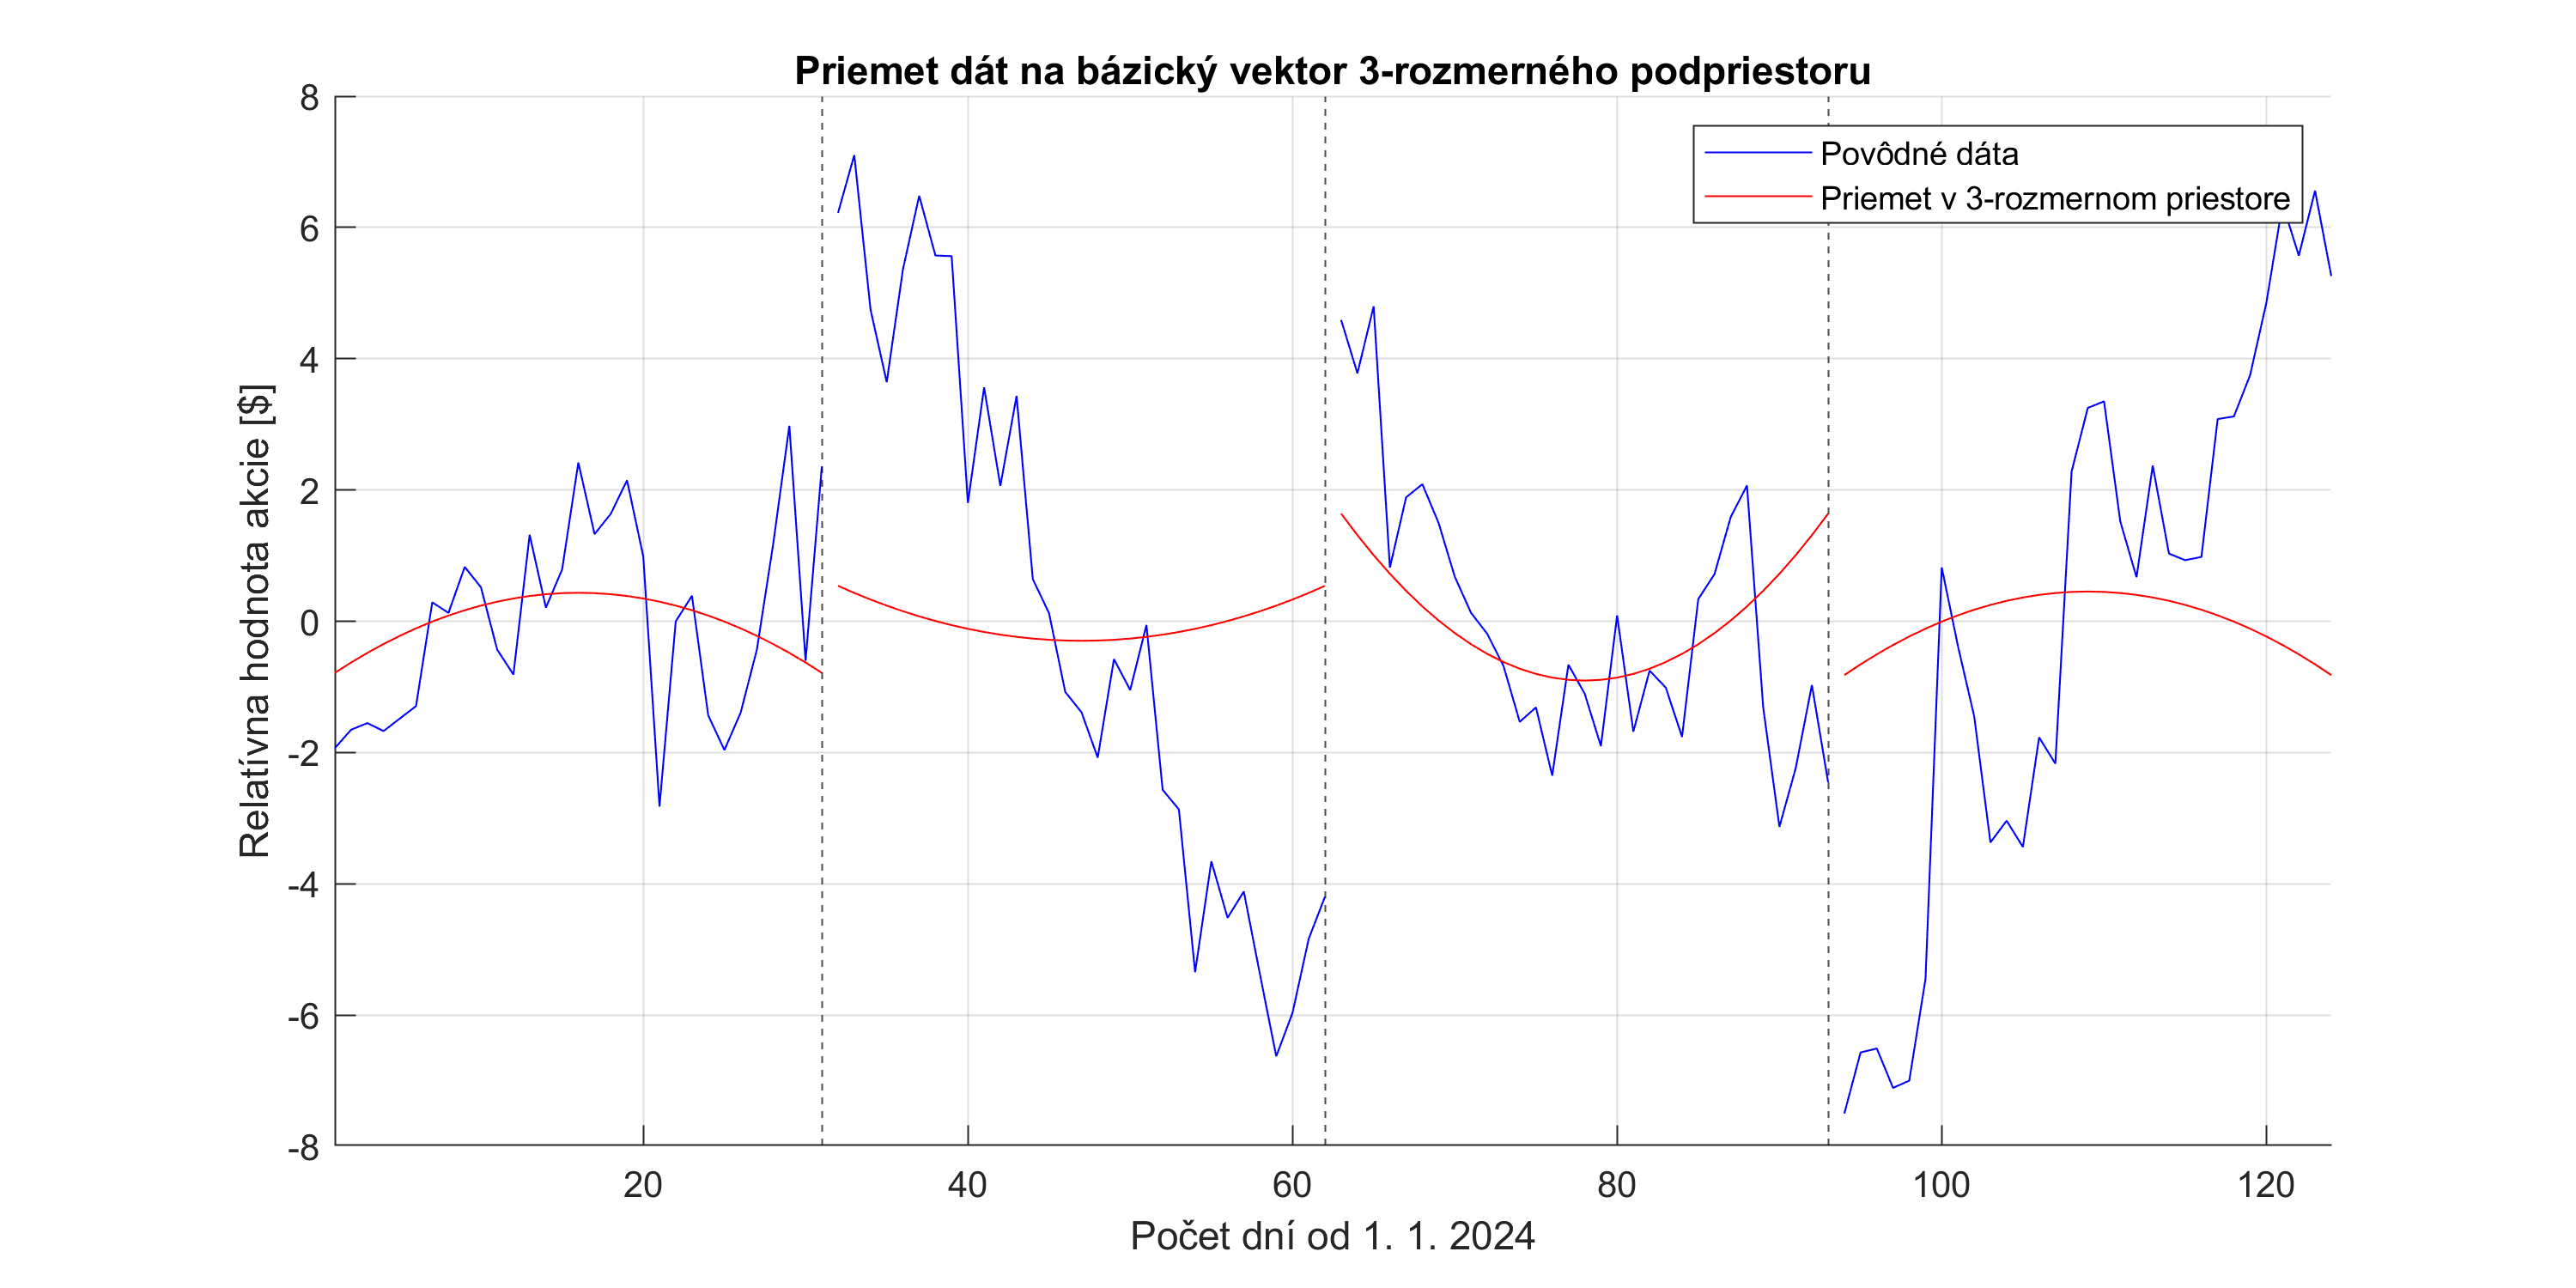 Priemet dát na bázický vektor 3-rozmerného podpriestoru
Povôdné dáta
Priemet v 3-rozmernom priestore
Relatívna hodnota akcie [$]
8
6
4
2
0
-2
-4
-6
-8
20 40 60 80 100 120
Počet dní od 1. 1. 2024